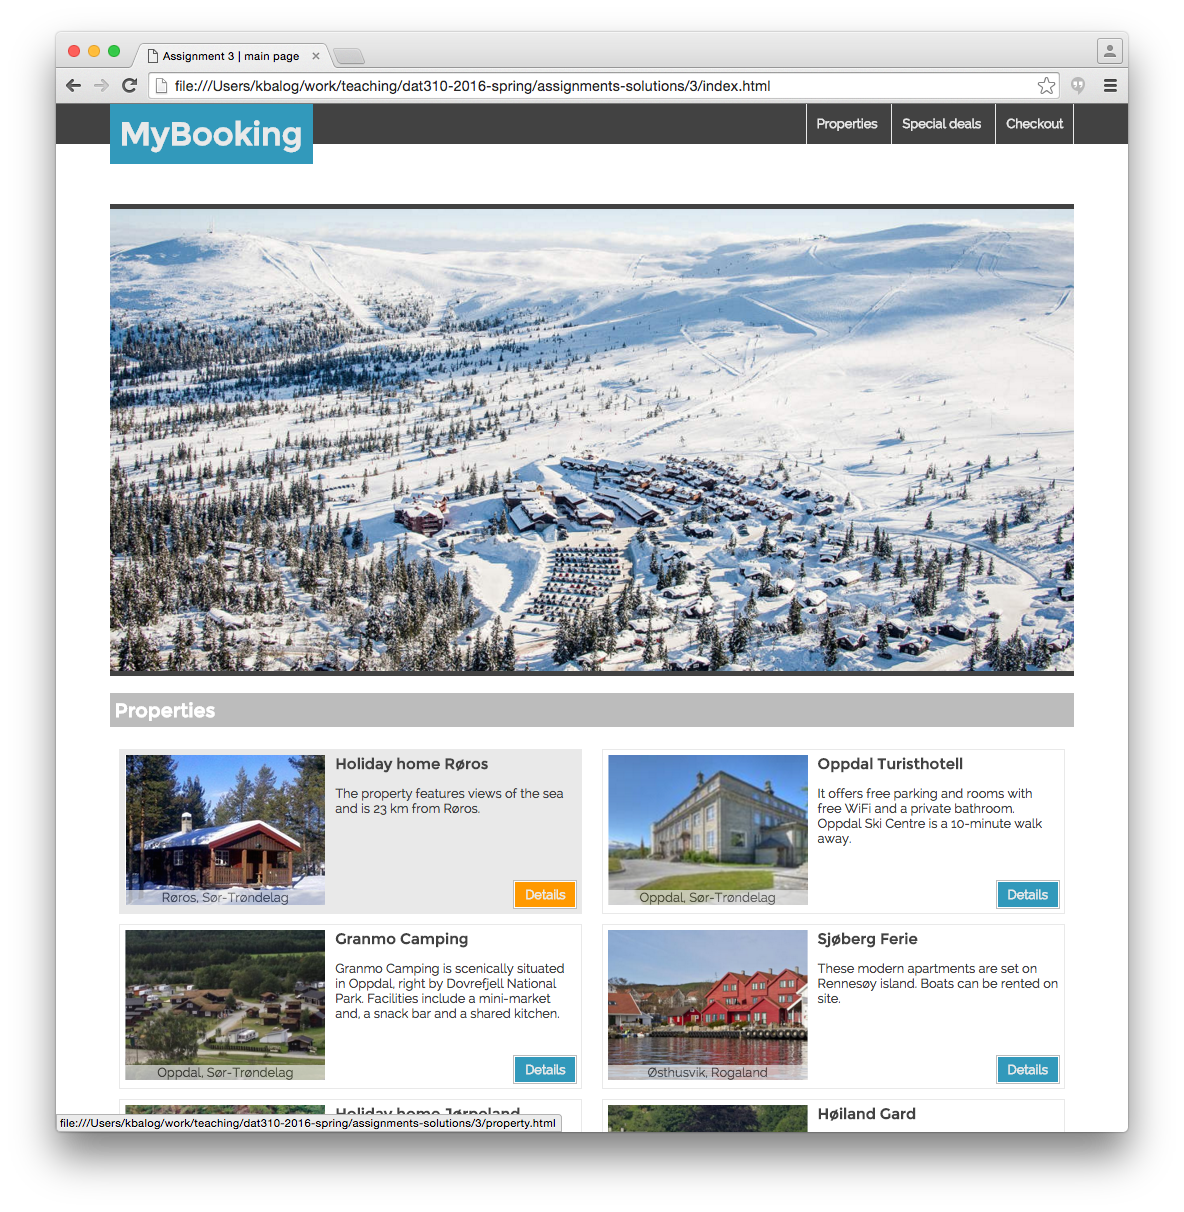 Assignment 3 | main page
file:///Users/kbalog/work/teaching/dat310-2016-spring/assignments-solutions/3/index.html
MyBooking
Properties
Special deals
Checkout
Properties
Holiday home Røros
The property features views of the sea
and is 23 km from Røros.
Røros, Sør-Trøndelag
Details
Oppdal Turisthotell
It offers free parking and rooms with
free WiFi and a private bathroom.
Oppdal Ski Centre is a 10-minute walk
away.
Oppdal, Sør-Trøndelag
Details
Granmo Camping
Granmo Camping is scenically situated
in Oppdal, right by Dovrefjell National
Park. Facilities include a mini-market
and, a snack bar and a shared kitchen.
Oppdal, Sør-Trøndelag
Details
Sjøberg Ferie
These modern apartments are set on
Rennesøy island. Boats can be rented on
site.
Østhusvik, Rogaland
Details
Holiday home Jørpeland
Høiland Gard
file:///Users/kbalog/work/teaching/dat310-2016-spring/assignments-solutions/3/property.html